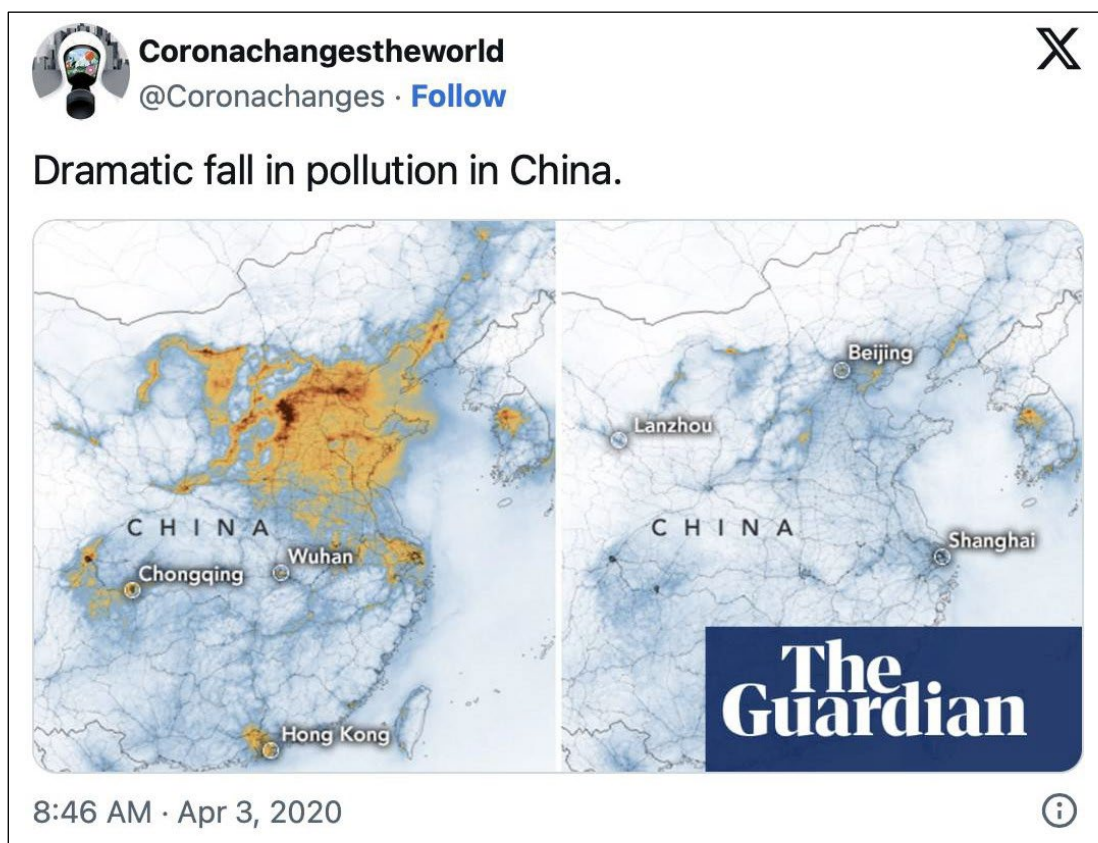 Coronachangestheworld
@Coronachanges · Follow
Dramatic fall in pollution in China.
CHINA
Wuhan
Chongqing
Hong Kong
Beijing
Lanzhou
CHINA
Shanghai
The
Guardian
8:46 AM · Apr 3, 2020